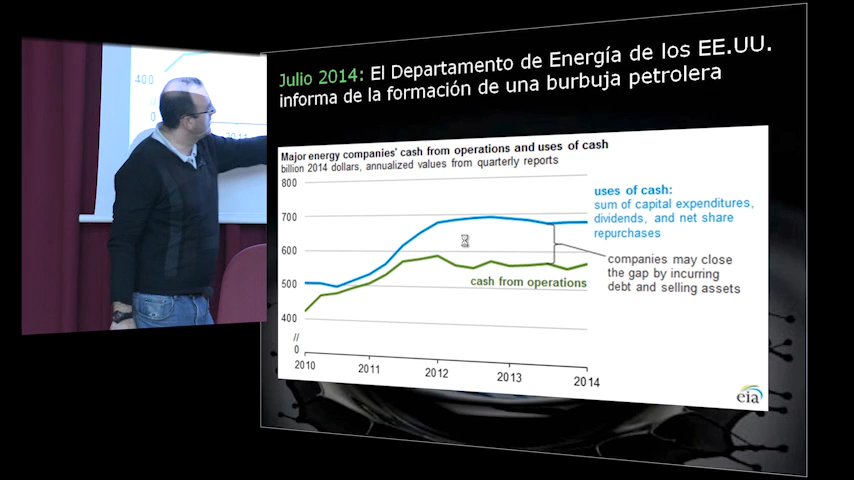 Julio 2014: El Departamento de Energía de los EE.UU.
informa de la formación de una burbuja petrolera
Major energy companies' cash from operations and uses of cash
billion 2014 dollars, annualized values from quarterly reports
800
700
600
500
400
//
0
2010
2011
2012
2013
2014
uses of cash:
sum of capital expenditures,
dividends, and net share
repurchases
companies may close
the gap by incurring
debt and selling assets
cash from operations
eia
400
//
0
2011